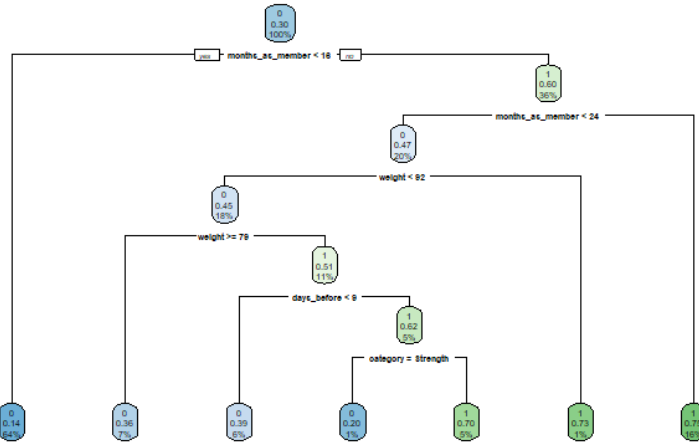 0
0.30
100%
yes months_as_member < 16 no
1
0.60
36%
months_as_member < 24
0
0.47
20%
weight < 92
0
0.45
18%
weight >= 79
1
0.51
11%
days_before < 9
1
0.62
5%
category = Strength
0 0 0 0 1 1 1
0.14 0.36 0.39 0.20 0.70 0.73
64% 7% 6% 1% 5% 1% 16%